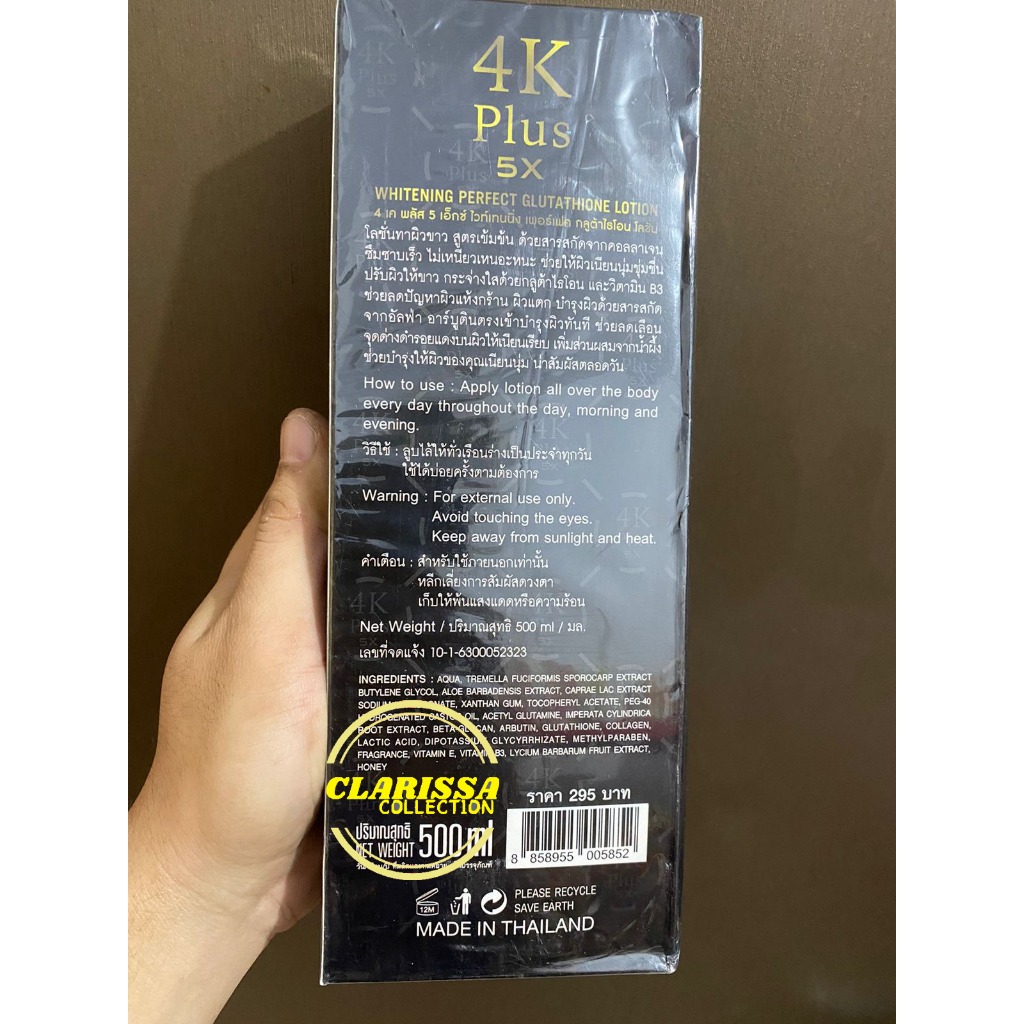 4K
Plus
5X
WHITENING PERFECT GLUTATHIONE LOTION
4 เค พลัส 5 เอ็กซ์ ไวท์เทนนิ่ง เพอร์เฟค กลูต้าไธโอน โลชั่น
โลชั่นทาผิวขาว สูตรเข้มข้น ด้วยสารสกัดจากคอลลาเจน
ซึมซาบเร็ว ไม่เหนียวเหนอะหนะ ช่วยให้ผิวเนียนนุ่มชุ่มชื่น
ปรับผิวให้ขาว กระจ่างใสด้วยกลูต้าไธโอน และวิตามิน B3
ช่วยลดปัญหาผิวแห้งกร้าน ผิวแตก บำรุงผิวด้วยสารสกัด
จากอัลฟ่า อาร์บูตินตรงเข้าบำรุงผิวทันที ช่วยลดเลือน
จุดด่างดำรอยแดงบนผิวให้เนียนเรียบ เพิ่มส่วนผสมจากน้ำผึ้ง
ช่วยบำรุงให้ผิวของคุณเนียนนุ่ม น่าสัมผัสตลอดวัน
How to use : Apply lotion all over the body
every day throughout the day, morning and
evening.
วิธีใช้ : ลูบไล้ให้ทั่วเรือนร่างเป็นประจำทุกวัน
ใช้ได้บ่อยครั้งตามต้องการ
Warning : For external use only.
Avoid touching the eyes.
Keep away from sunlight and heat.
คำเตือน : สำหรับใช้ภายนอกเท่านั้น
หลีกเลี่ยงการสัมผัสดวงตา
เก็บให้พ้นแสงแดดหรือความร้อน
Net Weight / ปริมาณสุทธิ 500 ml / มล.
เลขที่จดแจ้ง 10-1-6300052323
INGREDIENTS : AQUA, TREMELLA FUCIFORMIS SPOROCARP EXTRACT
BUTYLENE GLYCOL, ALOE BARBADENSIS EXTRACT, CAPRAE LAC EXTRACT
SODIUM XANTHAN GUM, TOCOPHERYL ACETATE, PEG-40
HYDROGENATED CASTOR OIL, ACETYL GLUTAMINE, IMPERATA CYLINDRICA
ROOT EXTRACT, BETA-GLUCAN, ARBUTIN, GLUTATHIONE, COLLAGEN,
LACTIC ACID, DIPOTASSIUM GLYCYRRHIZATE, METHYLPARABEN,
FRAGRANCE, VITAMIN E, VITAMIN B3, LYCIUM BARBARUM FRUIT EXTRACT,
HONEY
CLARISSA
COLLECTION
ราคา 295 บาท
ปริมาณสุทธิ
NET WEIGHT 500 ml
8 858955 005852
12M
PLEASE RECYCLE
SAVE EARTH
MADE IN THAILAND